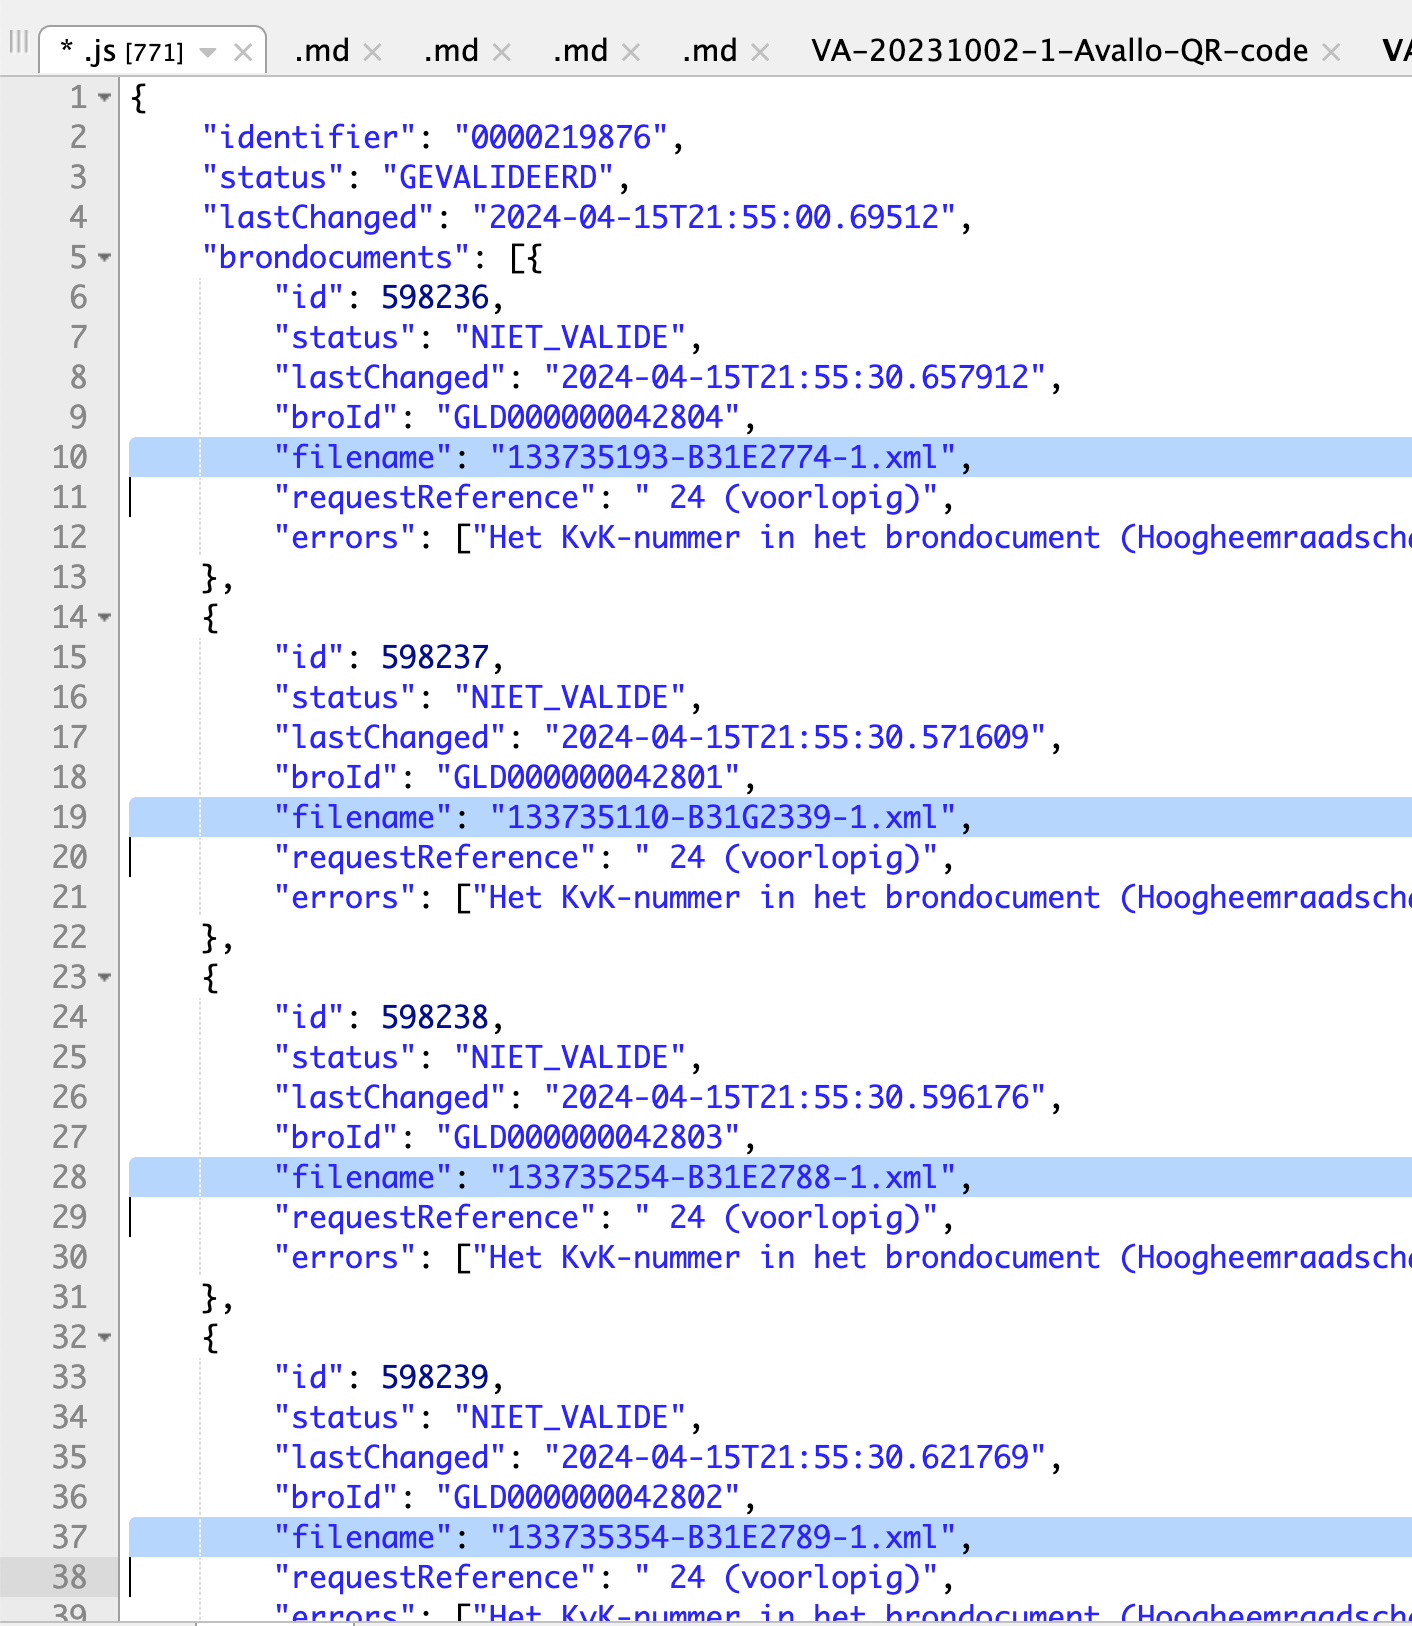 * .js [771] .md .md .md .md VA-20231002-1-Avallo-QR-code VA
1 {
2 "identifier": "0000219876",
3 "status": "GEVALIDEERD",
4 "lastChanged": "2024-04-15T21:55:00.69512",
5 "brondocuments": [{
6 "id": 598236,
7 "status": "NIET_VALIDE",
8 "lastChanged": "2024-04-15T21:55:30.657912",
9 "broId": "GLD000000042804",
10 "filename": "133735193-B31E2774-1.xml",
11 "requestReference": " 24 (voorlopig)",
12 "errors": ["Het KvK-nummer in het brondocument (Hoogheemraadsch
13 },
14 {
15 "id": 598237,
16 "status": "NIET_VALIDE",
17 "lastChanged": "2024-04-15T21:55:30.571609",
18 "broId": "GLD000000042801",
19 "filename": "133735110-B31G2339-1.xml",
20 "requestReference": " 24 (voorlopig)",
21 "errors": ["Het KvK-nummer in het brondocument (Hoogheemraadsch
22 },
23 {
24 "id": 598238,
25 "status": "NIET_VALIDE",
26 "lastChanged": "2024-04-15T21:55:30.596176",
27 "broId": "GLD000000042803",
28 "filename": "133735254-B31E2788-1.xml",
29 "requestReference": " 24 (voorlopig)",
30 "errors": ["Het KvK-nummer in het brondocument (Hoogheemraadsch
31 },
32 {
33 "id": 598239,
34 "status": "NIET_VALIDE",
35 "lastChanged": "2024-04-15T21:55:30.621769",
36 "broId": "GLD000000042802",
37 "filename": "133735354-B31E2789-1.xml",
38 "requestReference": " 24 (voorlopig)",
39 "errors": ["Het KvK-nummer in het brondocument (Hoogheemraadsch